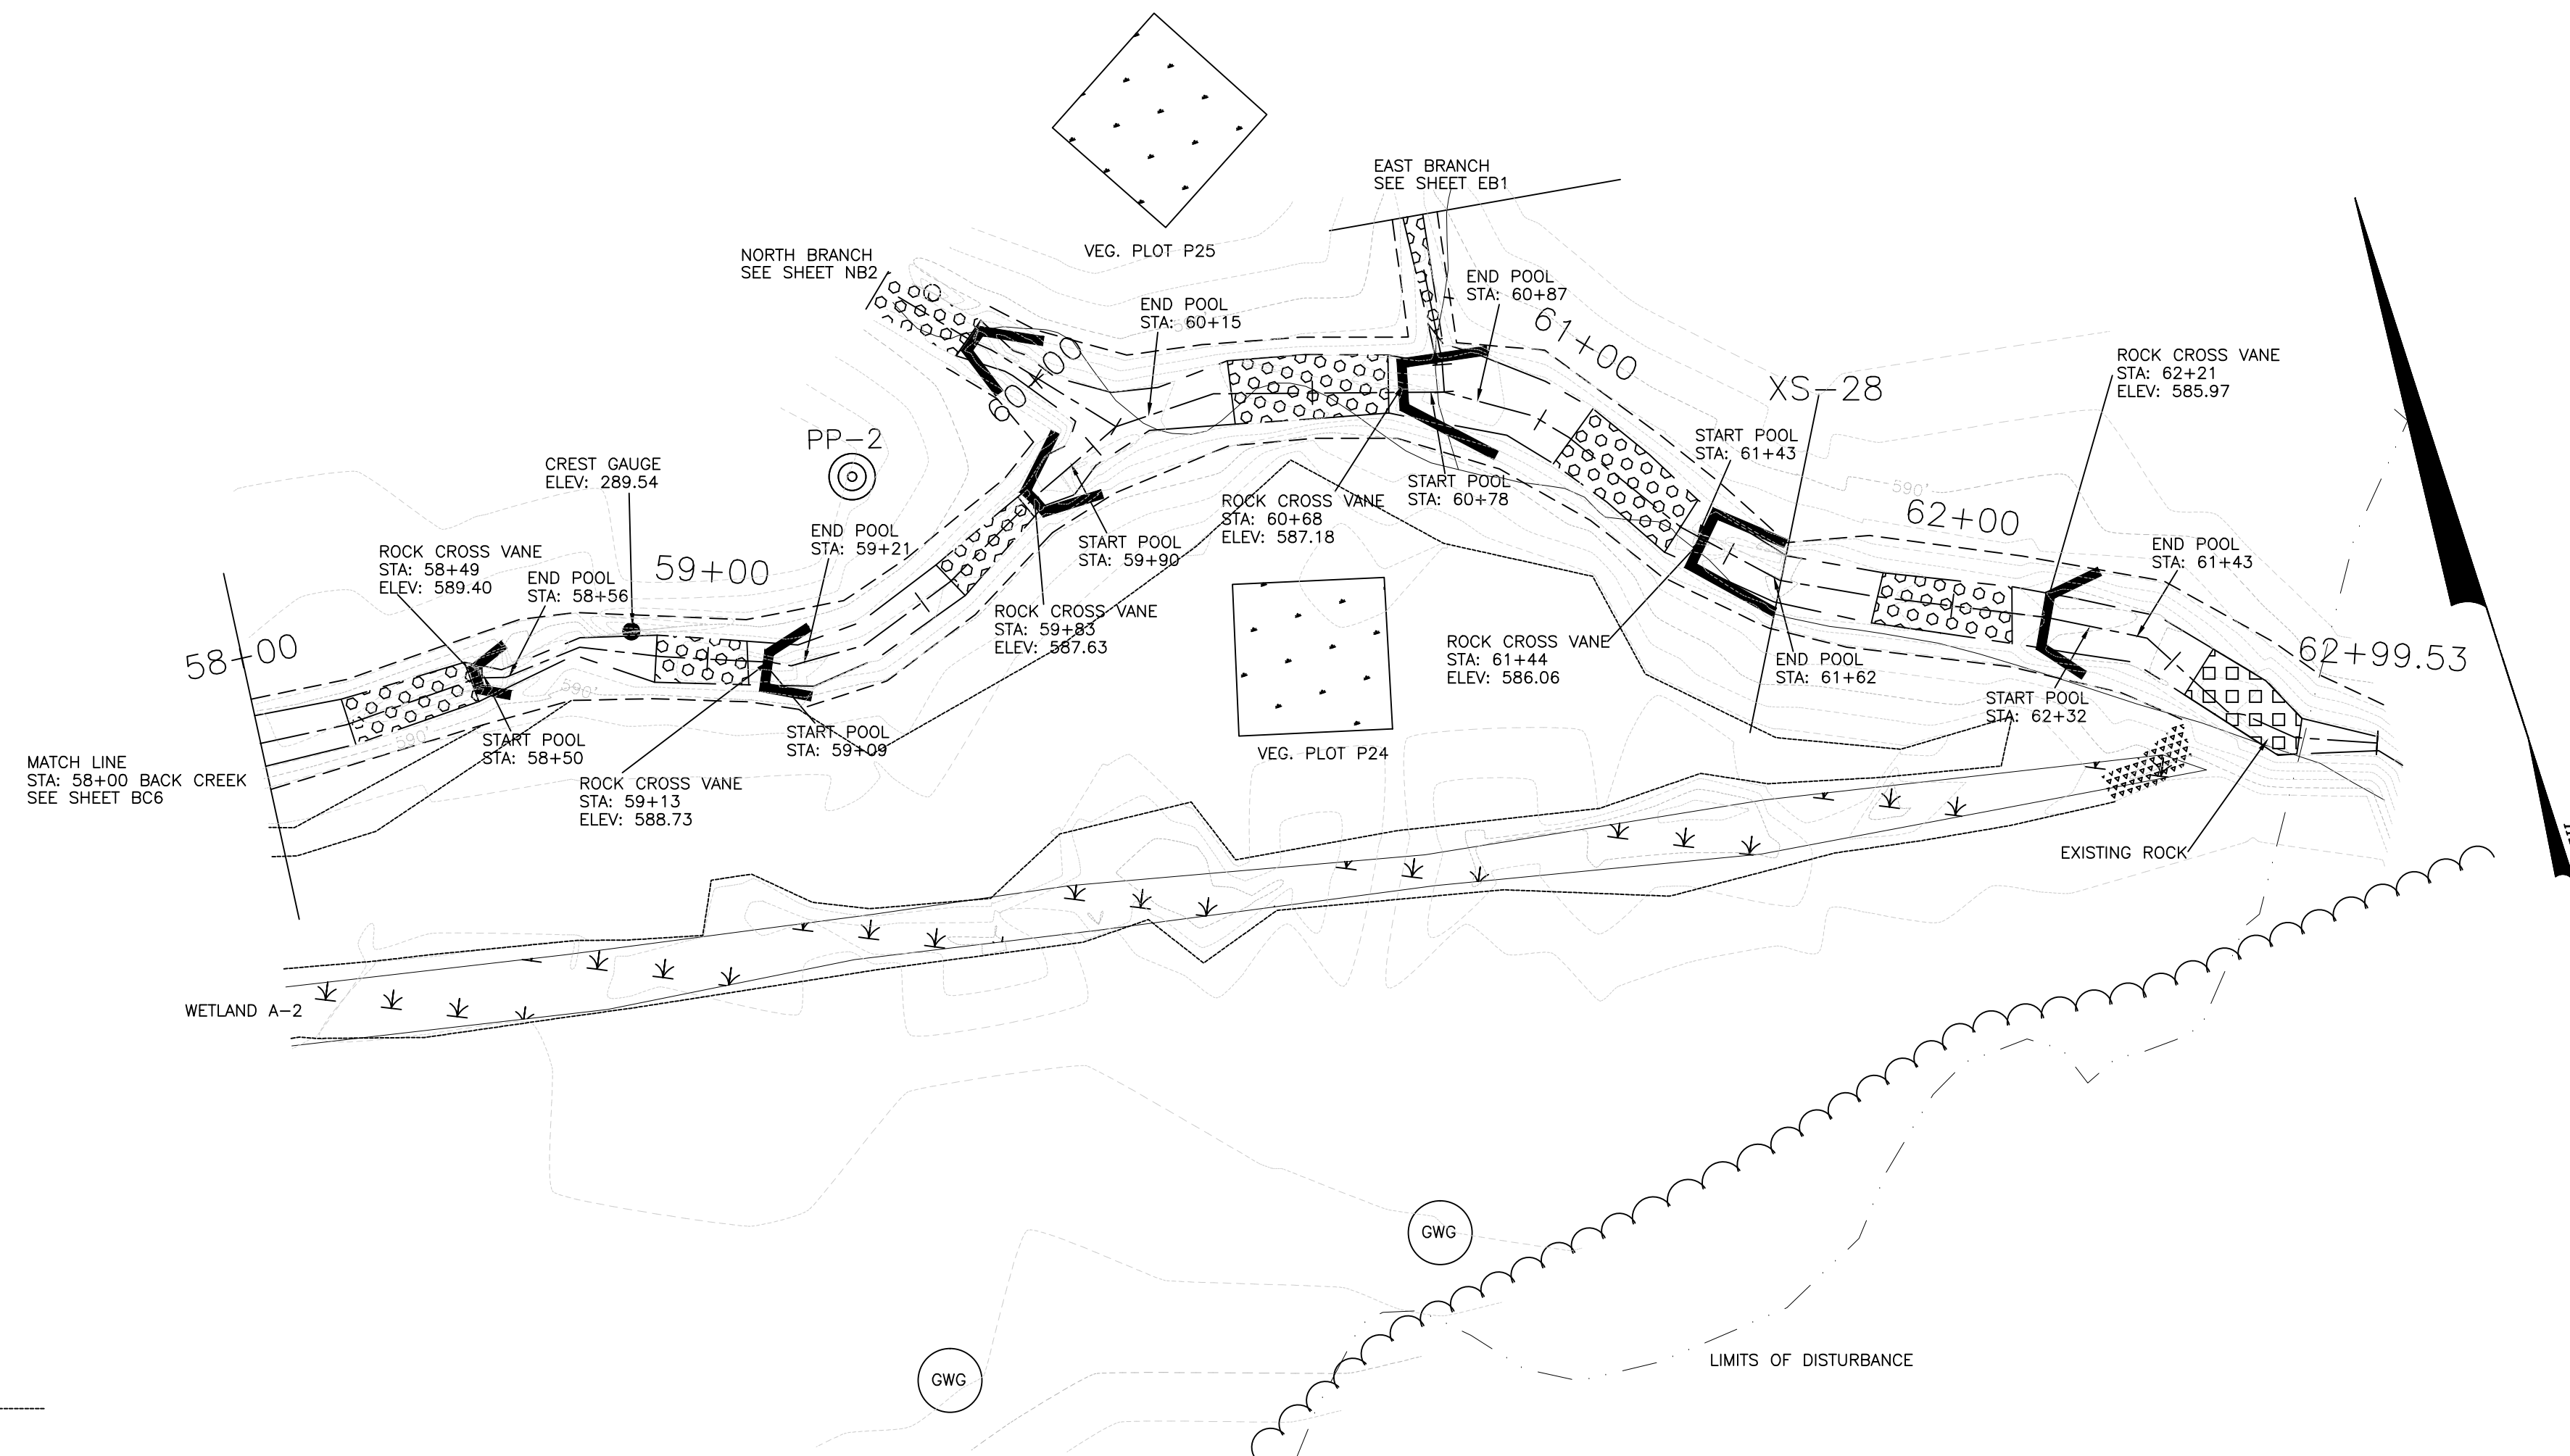 EAST BRANCH
SEE SHEET EB1
VEG. PLOT P25
NORTH BRANCH
SEE SHEET NB2
END POOL
STA: 60+15
END POOL
STA: 60+87
61+00
60+00
XS-28
ROCK CROSS VANE
STA: 62+21
ELEV: 585.97
PP-2
CREST GAUGE
ELEV: 289.54
START POOL
STA: 61+43
START POOL
STA: 60+78
ROCK CROSS VANE
STA: 60+68
ELEV: 587.18
590'
62+00
END POOL
STA: 61+43
END POOL
STA: 59+21
START POOL
STA: 59+90
ROCK CROSS VANE
STA: 58+49
ELEV: 589.40
END POOL
STA: 58+56
59+00
ROCK CROSS VANE
STA: 59+83
ELEV: 587.63
58+00
ROCK CROSS VANE
STA: 61+44
ELEV: 586.06
END POOL
STA: 61+62
62+99.53
START POOL
STA: 62+32
590'
590'
START POOL
STA: 58+50
START POOL
STA: 59+09
VEG. PLOT P24
MATCH LINE
STA: 58+00 BACK CREEK
SEE SHEET BC6
ROCK CROSS VANE
STA: 59+13
ELEV: 588.73
EXISTING ROCK
WETLAND A-2
GWG
GWG
LIMITS OF DISTURBANCE